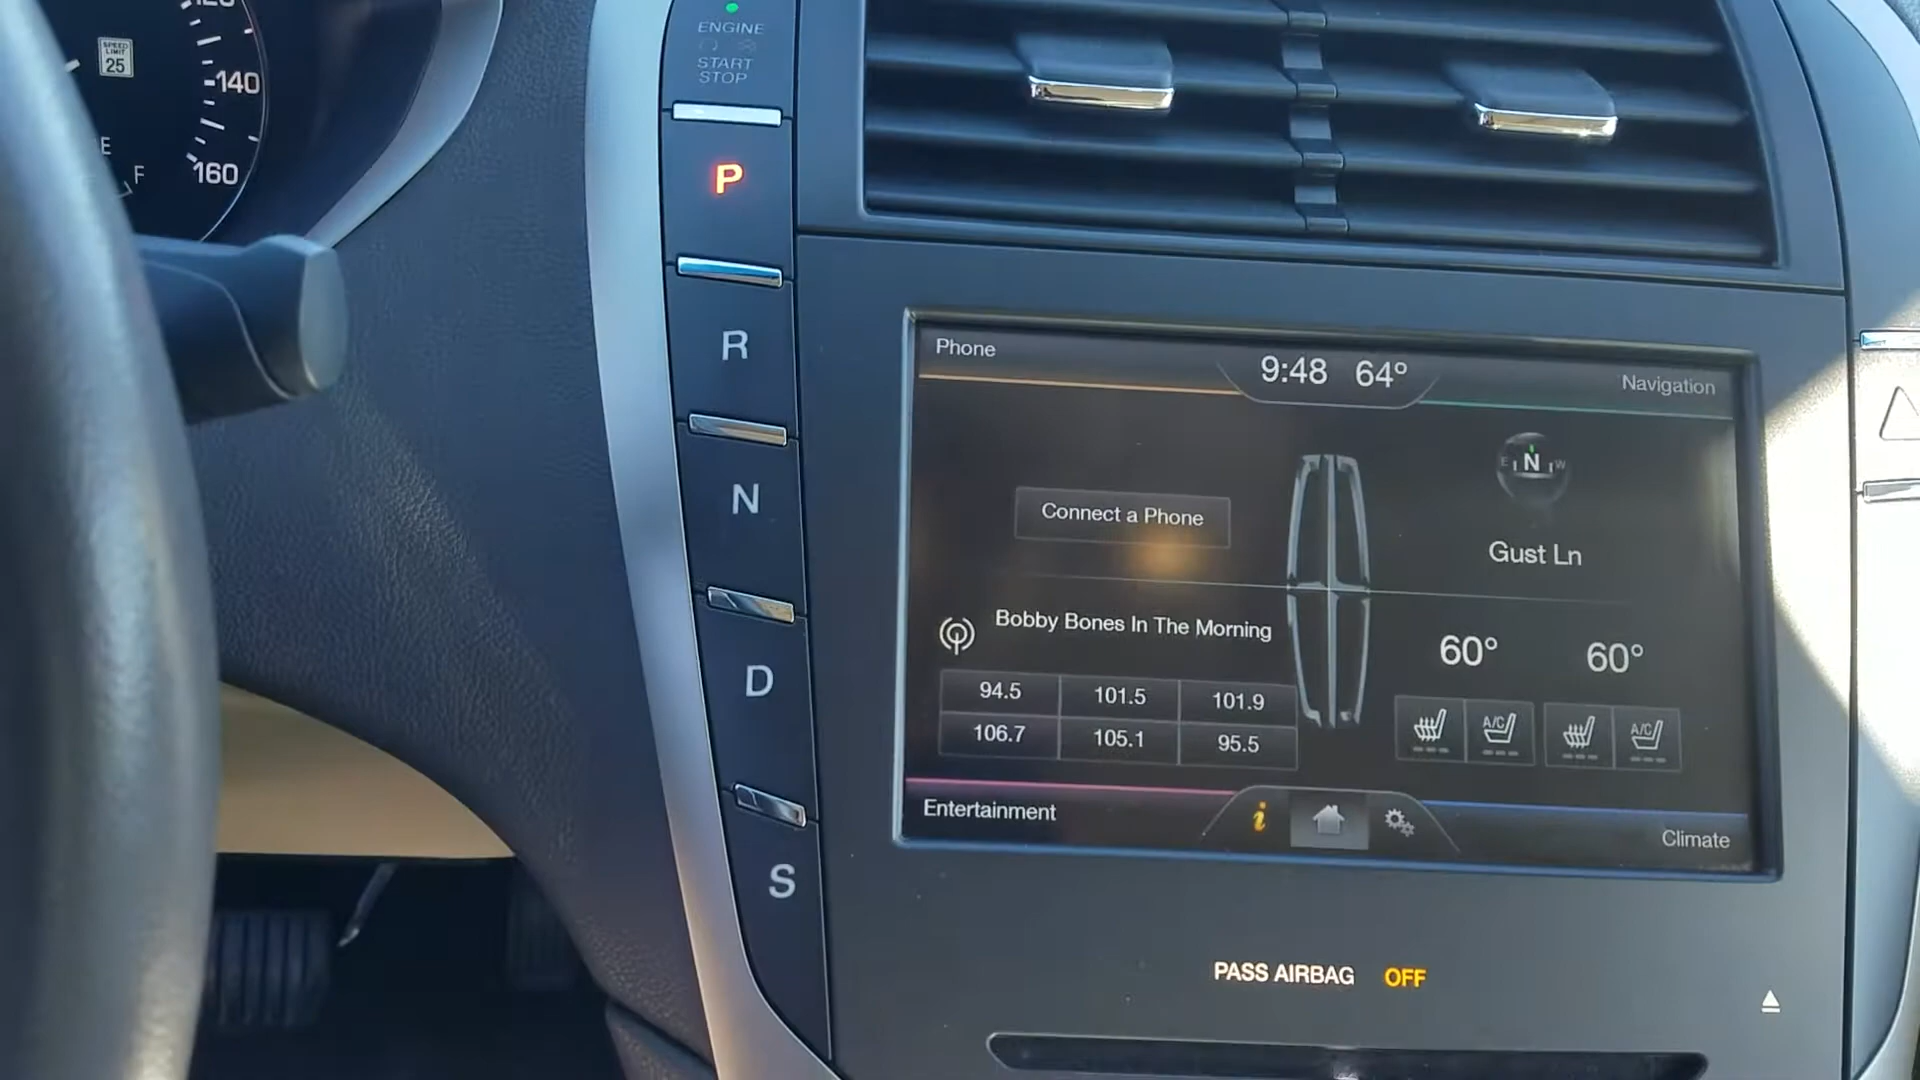 120
SPEED
LIMIT
25
140
E
F
160
ENGINE
START
STOP
P
R
N
D
S
Phone
9:48 64°
Navigation
E N W
Connect a Phone
Gust Ln
Bobby Bones In The Morning
60° 60°
94.5 101.5 101.9
106.7 105.1 95.5
A/C A/C
Entertainment
i
Climate
PASS AIRBAG OFF